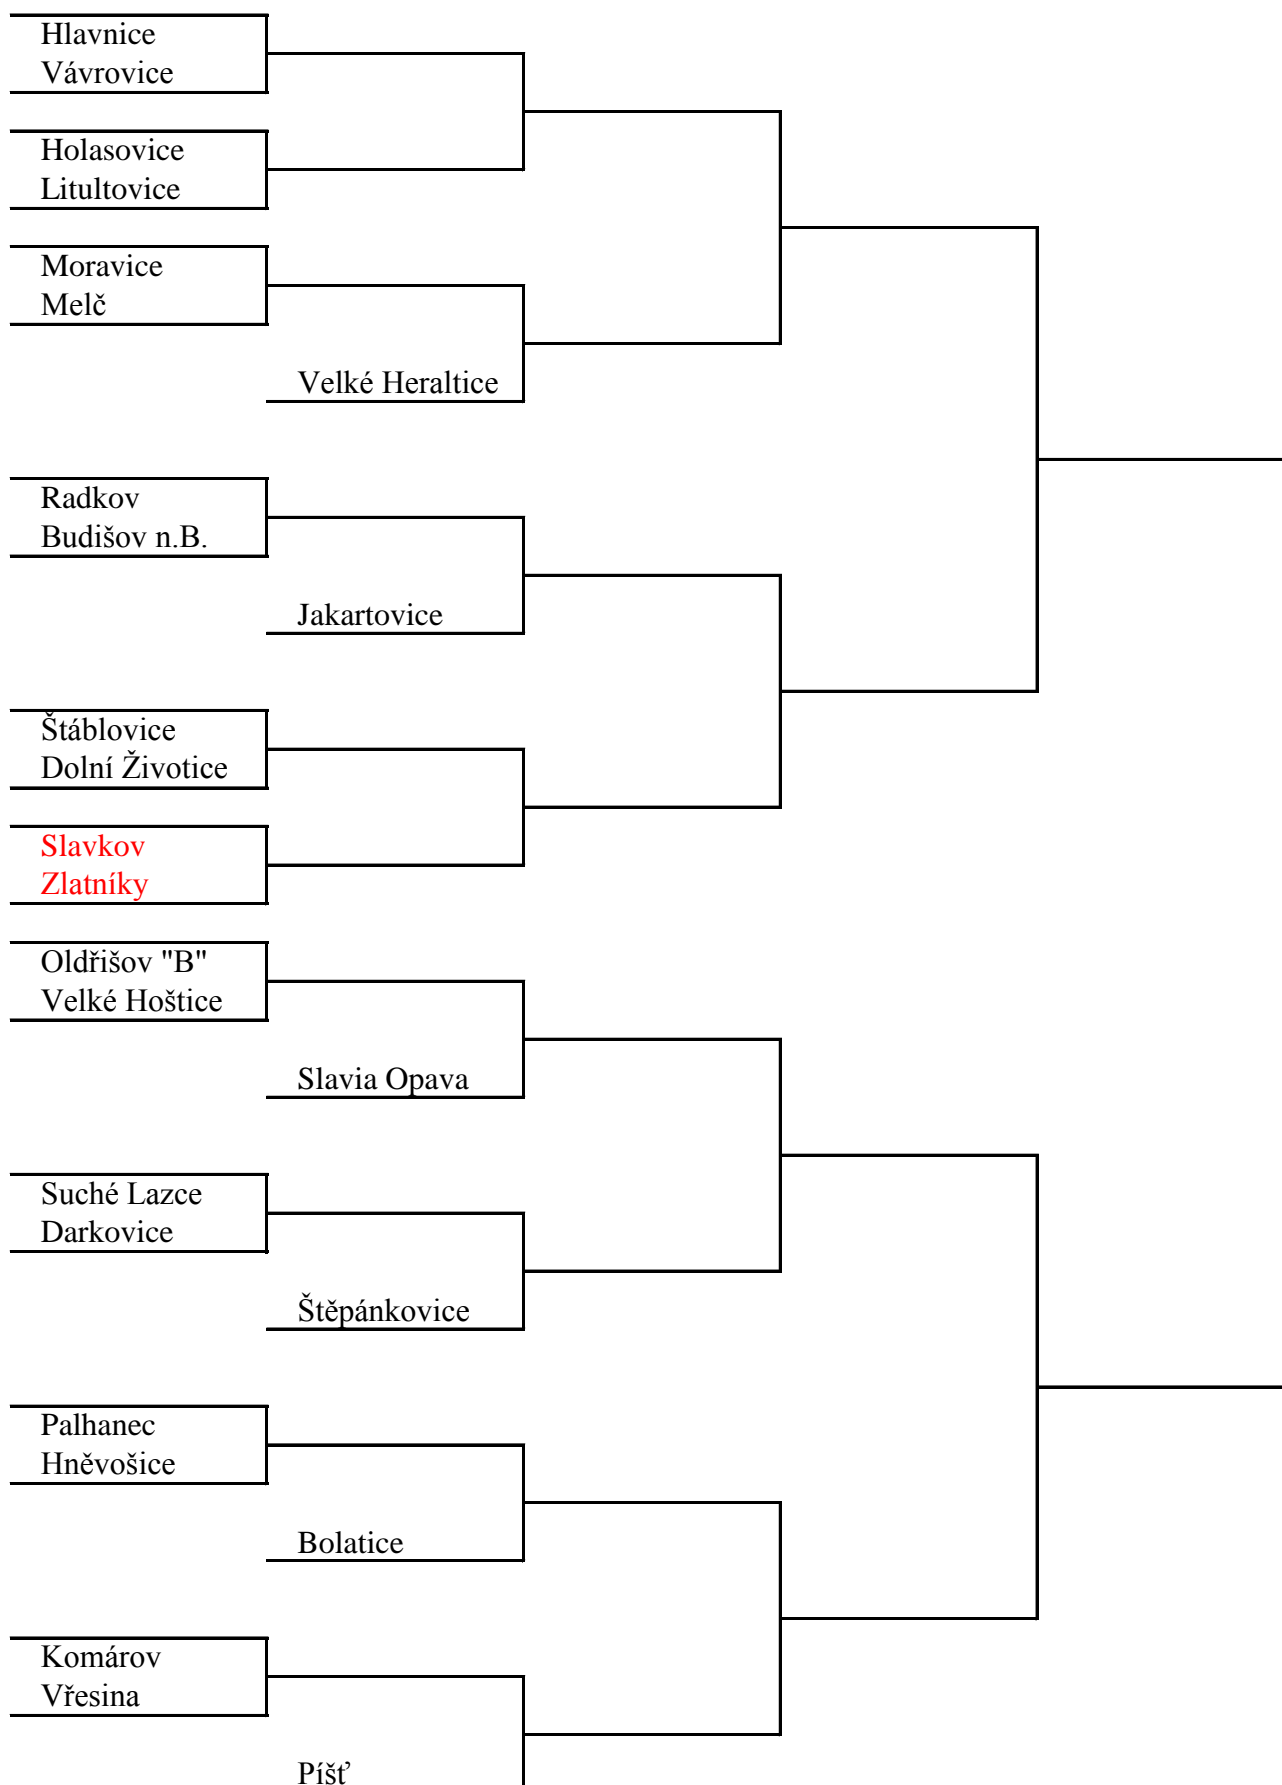 Hlavnice
Vávrovice
Holasovice
Litultovice
Moravice
Melč
Velké Heraltice
Radkov
Budišov n.B.
Jakartovice
Štáblovice
Dolní Životice
Slavkov
Zlatníky
Oldřišov "B"
Velké Hoštice
Slavia Opava
Suché Lazce
Darkovice
Štěpánkovice
Palhanec
Hněvošice
Bolatice
Komárov
Vřesina
Píšť